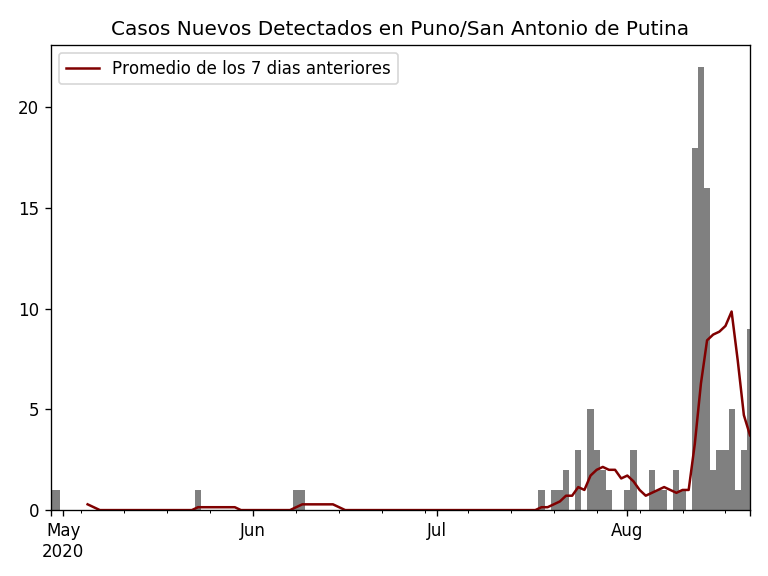 Casos Nuevos Detectados en Puno/San Antonio de Putina
Promedio de los 7 dias anteriores
20
15
10
5
0
May Jun Jul Aug
2020